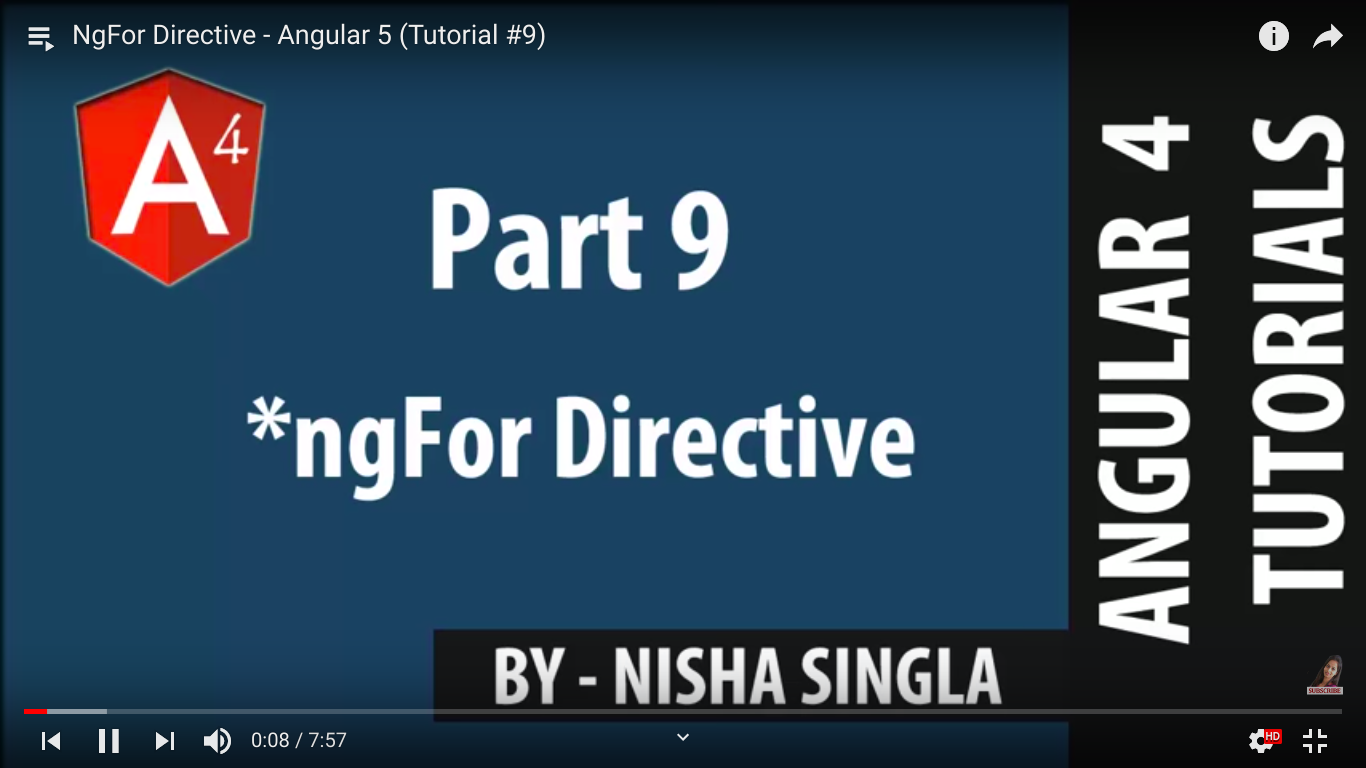 NgFor Directive - Angular 5 (Tutorial #9)
A4
Part 9
*ngFor Directive
BY - NISHA SINGLA
ANGULAR 4
TUTORIALS
SUBSCRIBE
0:08 / 7:57
HD